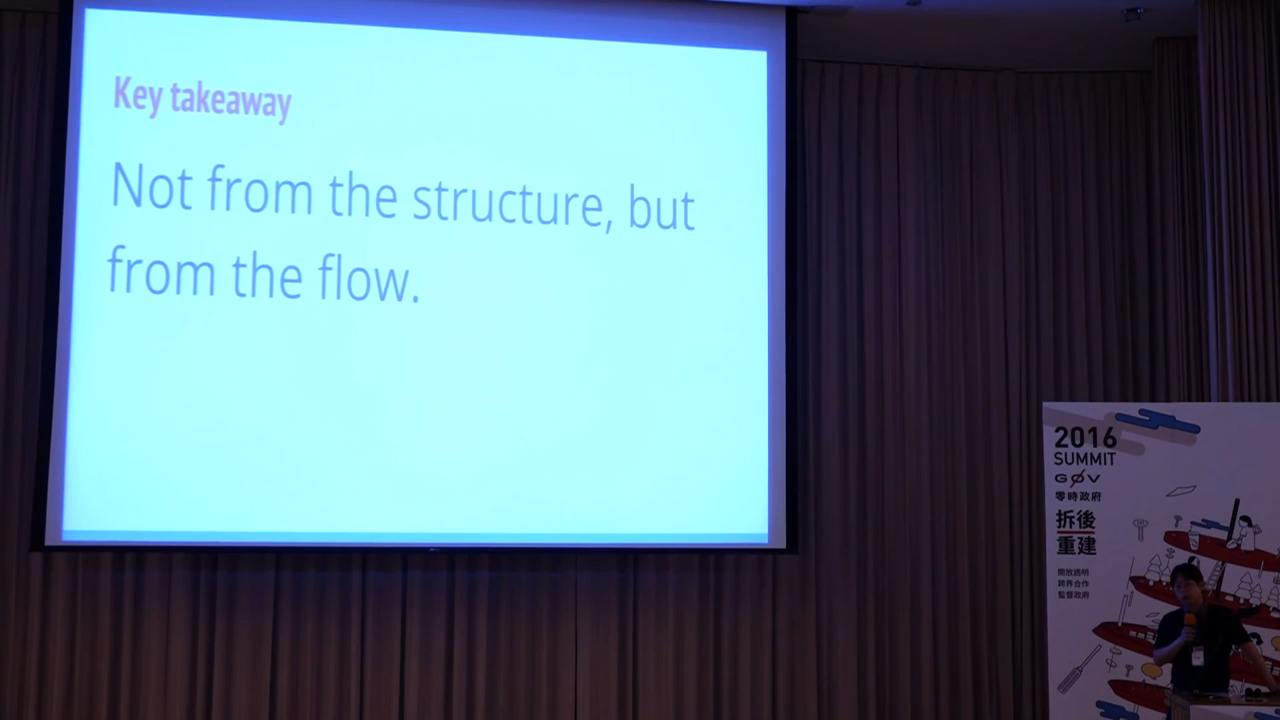 Key takeaway
Not from the structure, but
from the flow.
2016
SUMMIT
GØV
零時政府
拆後
重建
開放透明
跨界合作
監督政府